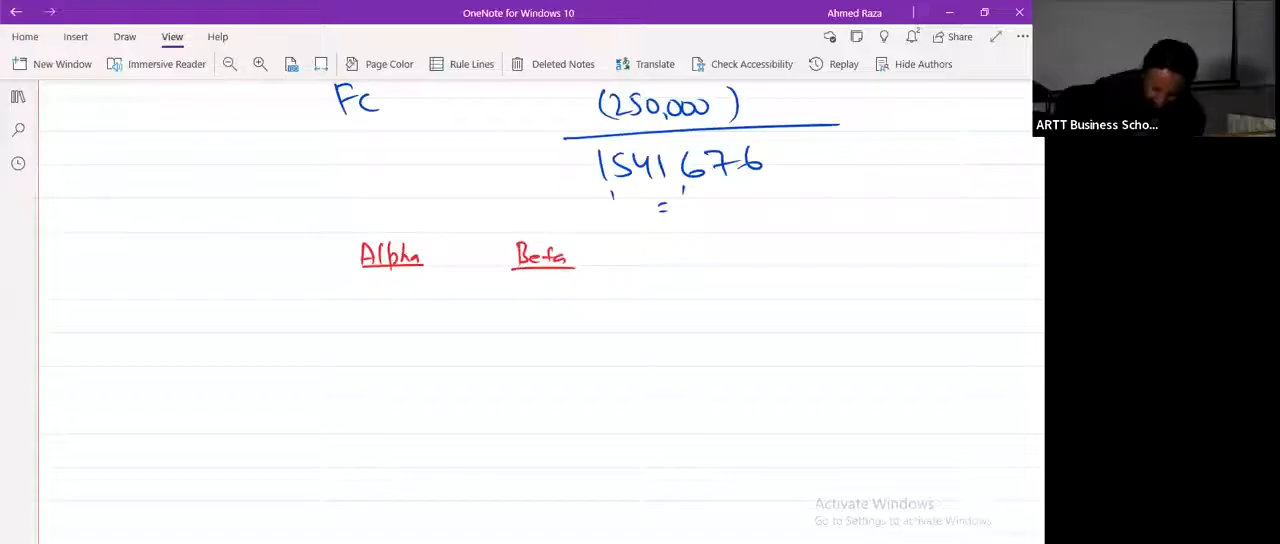 OneNote for Windows 10
Ahmed Raza
Home Insert Draw View Help
2 Share
New Window Immersive Reader Page Color Rule Lines Deleted Notes Translate Check Accessibility Replay Hide Authors
ARTT Business Scho...
FC (250,000)
1541676
=
Alpha Beta
Activate Windows
Go to Settings to activate Windows.